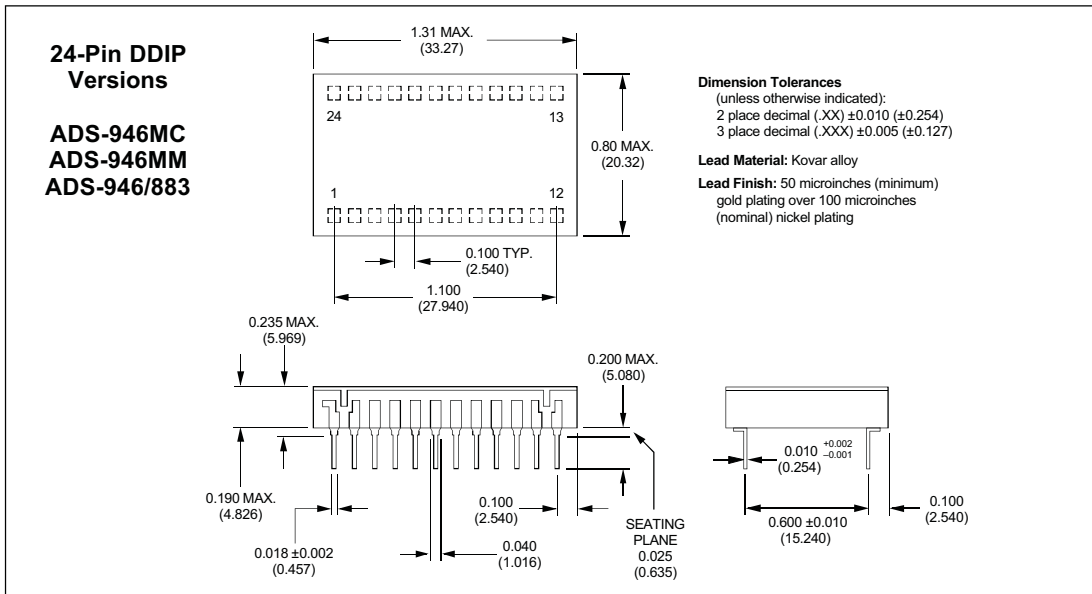 24-Pin DDIP
Versions
ADS-946MC
ADS-946MM
ADS-946/883
1.31 MAX.
(33.27)
24
13
1
12
0.80 MAX.
(20.32)
0.100 TYP.
(2.540)
1.100
(27.940)
Dimension Tolerances
(unless otherwise indicated):
2 place decimal (.XX) ±0.010 (±0.254)
3 place decimal (.XXX) ±0.005 (±0.127)
Lead Material: Kovar alloy
Lead Finish: 50 microinches (minimum)
gold plating over 100 microinches
(nominal) nickel plating
0.235 MAX.
(5.969)
0.200 MAX.
(5.080)
0.190 MAX.
(4.826)
0.018 ±0.002
(0.457)
0.040
(1.016)
0.100
(2.540)
SEATING
PLANE
0.025
(0.635)
0.010 +0.002 –0.001
(0.254)
0.600 ±0.010
(15.240)
0.100
(2.540)